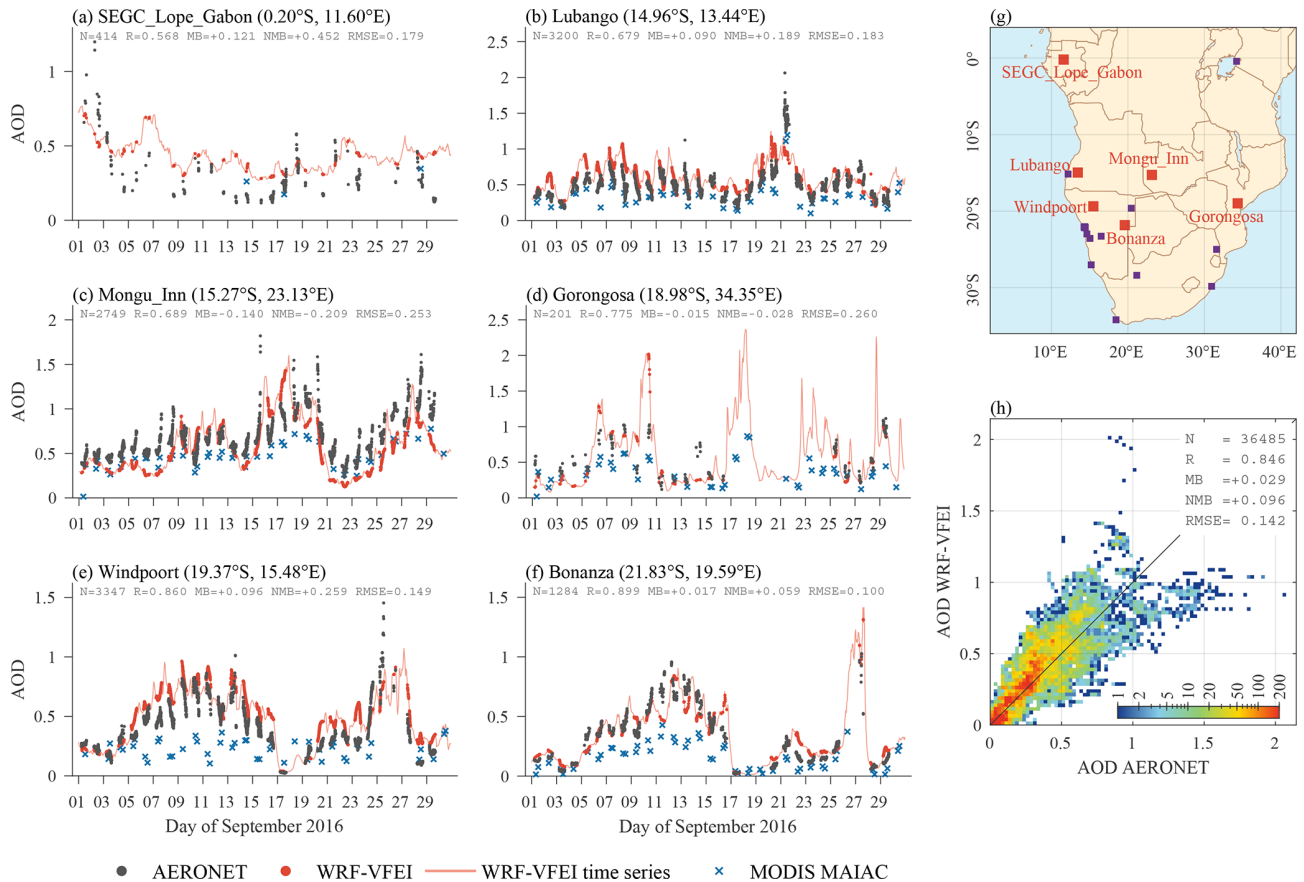 (a) SEGC_Lope_Gabon (0.20°S, 11.60°E)
N=414 R=0.568 MB=+0.121 NMB=+0.452 RMSE=0.179
AOD
1
0.5
0
01 03 05 07 09 11 13 15 17 19 21 23 25 27 29
(b) Lubango (14.96°S, 13.44°E)
N=3200 R=0.679 MB=+0.090 NMB=+0.189 RMSE=0.183
2.5
2
1.5
1
0.5
0
01 03 05 07 09 11 13 15 17 19 21 23 25 27 29
(c) Mongu_Inn (15.27°S, 23.13°E)
N=2749 R=0.689 MB=-0.140 NMB=-0.209 RMSE=0.253
AOD
2
1.5
1
0.5
0
01 03 05 07 09 11 13 15 17 19 21 23 25 27 29
(d) Gorongosa (18.98°S, 34.35°E)
N=201 R=0.775 MB=-0.015 NMB=-0.028 RMSE=0.260
2.5
2
1.5
1
0.5
0
01 03 05 07 09 11 13 15 17 19 21 23 25 27 29
(e) Windpoort (19.37°S, 15.48°E)
N=3347 R=0.860 MB=+0.096 NMB=+0.259 RMSE=0.149
AOD
1.5
1
0.5
0
01 03 05 07 09 11 13 15 17 19 21 23 25 27 29
Day of September 2016
(f) Bonanza (21.83°S, 19.59°E)
N=1284 R=0.899 MB=+0.017 NMB=+0.059 RMSE=0.100
1.5
1
0.5
0
01 03 05 07 09 11 13 15 17 19 21 23 25 27 29
Day of September 2016
AERONET WRF-VFEI WRF-VFEI time series MODIS MAIAC
(g)
SEGC_Lope_Gabon
Lubango
Mongu_Inn
Windpoort
Gorongosa
Bonanza
0°
10°S
20°S
30°S
10°E 20°E 30°E 40°E
(h)
N = 36485
R = 0.846
MB =+0.029
NMB =+0.096
RMSE= 0.142
AOD WRF-VFEI
2
1.5
1
0.5
0
1 2 5 10 20 50 100 200
0 0.5 1 1.5 2
AOD AERONET